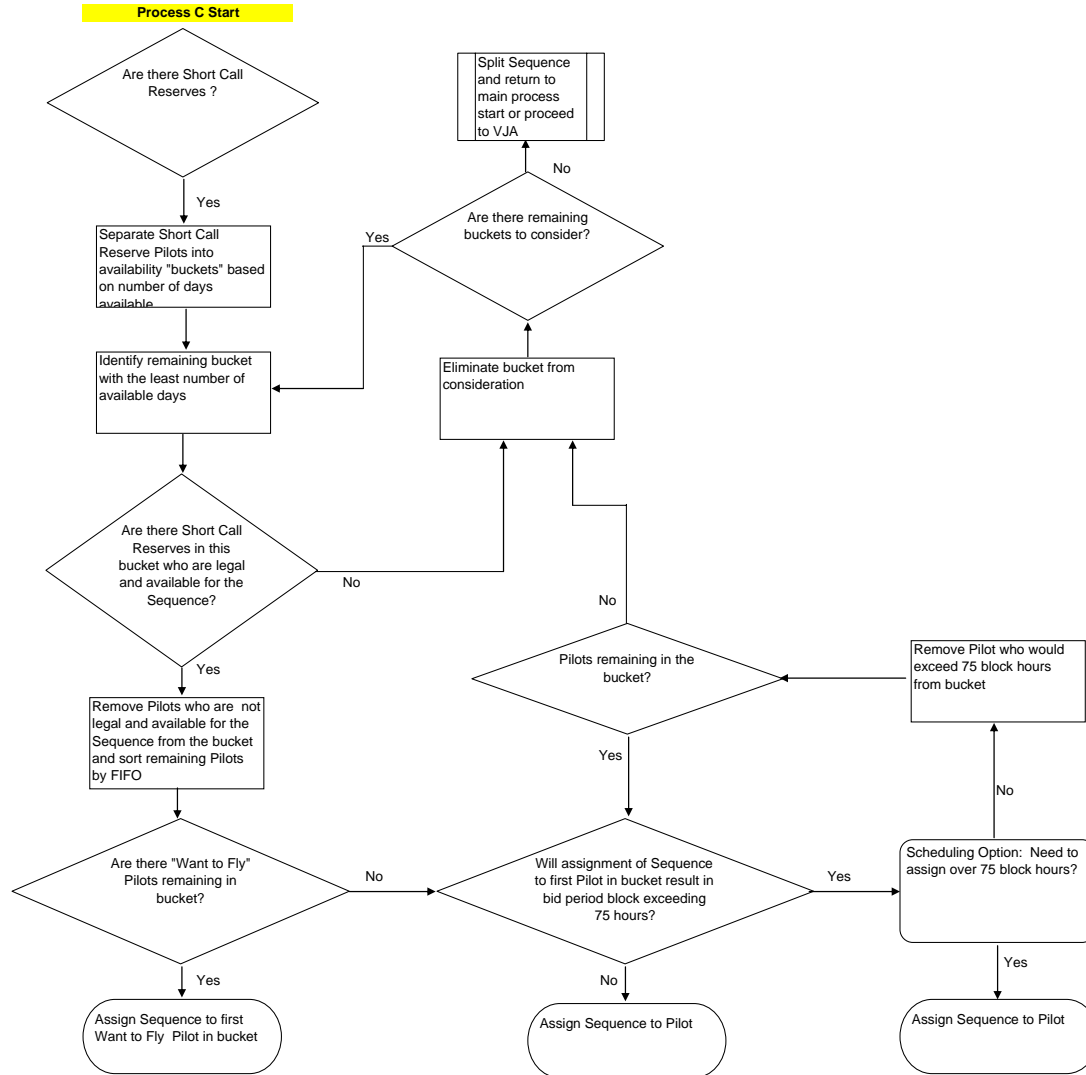 Process C Start
Are there Short Call
Reserves ?
Yes
Separate Short Call
Reserve Pilots into
availability "buckets" based
on number of days
available
Identify remaining bucket
with the least number of
available days
Are there Short Call
Reserves in this
bucket who are legal
and available for the
Sequence?
No
Yes
Remove Pilots who are not
legal and available for the
Sequence from the bucket
and sort remaining Pilots
by FIFO
Are there "Want to Fly"
Pilots remaining in
bucket?
No
Yes
Assign Sequence to first
Want to Fly Pilot in bucket
Split Sequence
and return to
main process
start or proceed
to VJA
No
Are there remaining
buckets to consider?
Yes
Eliminate bucket from
consideration
No
Pilots remaining in the
bucket?
Yes
Will assignment of Sequence
to first Pilot in bucket result in
bid period block exceeding
75 hours?
Yes
No
Assign Sequence to Pilot
Remove Pilot who would
exceed 75 block hours
from bucket
No
Scheduling Option: Need to
assign over 75 block hours?
Yes
Assign Sequence to Pilot